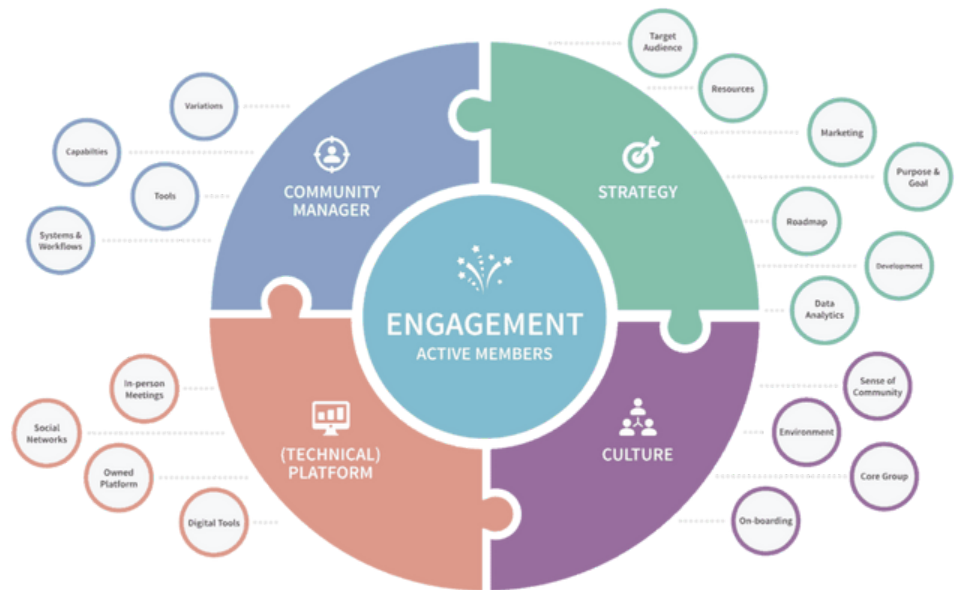 Target
Audience
Resources
Variations
Marketing
Capabilties
Purpose &
Goal
COMMUNITY
MANAGER
STRATEGY
Tools
Roadmap
Systems &
Workflows
Development
Data
Analytics
ENGAGEMENT
ACTIVE MEMBERS
In-person
Meetings
Sense of
Community
Social
Networks
Environment
(TECHNICAL)
PLATFORM
CULTURE
Owned
Platform
Core Group
Digital Tools
On-boarding